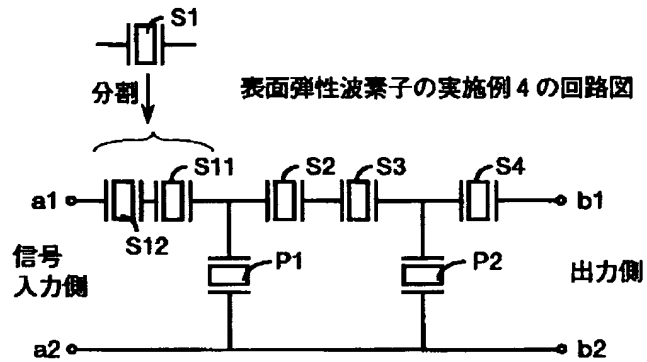 S1
分割
表面弾性波素子の実施例4の回路図
S11
S2
S3
S4
a1
b1
S12
信号
入力側
P1
P2
出力側
a2
b2